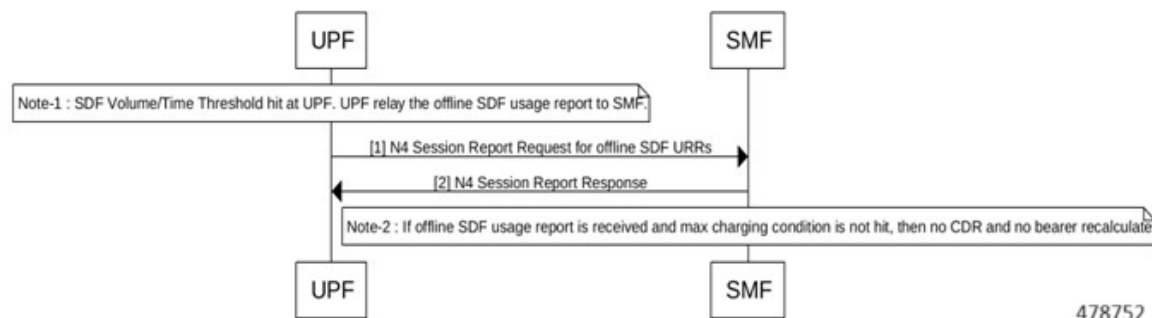 UPF SMF
Note-1 : SDF Volume/Time Threshold hit at UPF. UPF relay the offline SDF usage report to SMF.
[1] N4 Session Report Request for offline SDF URRs
[2] N4 Session Report Response
Note-2 : If offline SDF usage report is received and max charging condition is not hit, then no CDR and no bearer recalculate
UPF SMF
478752